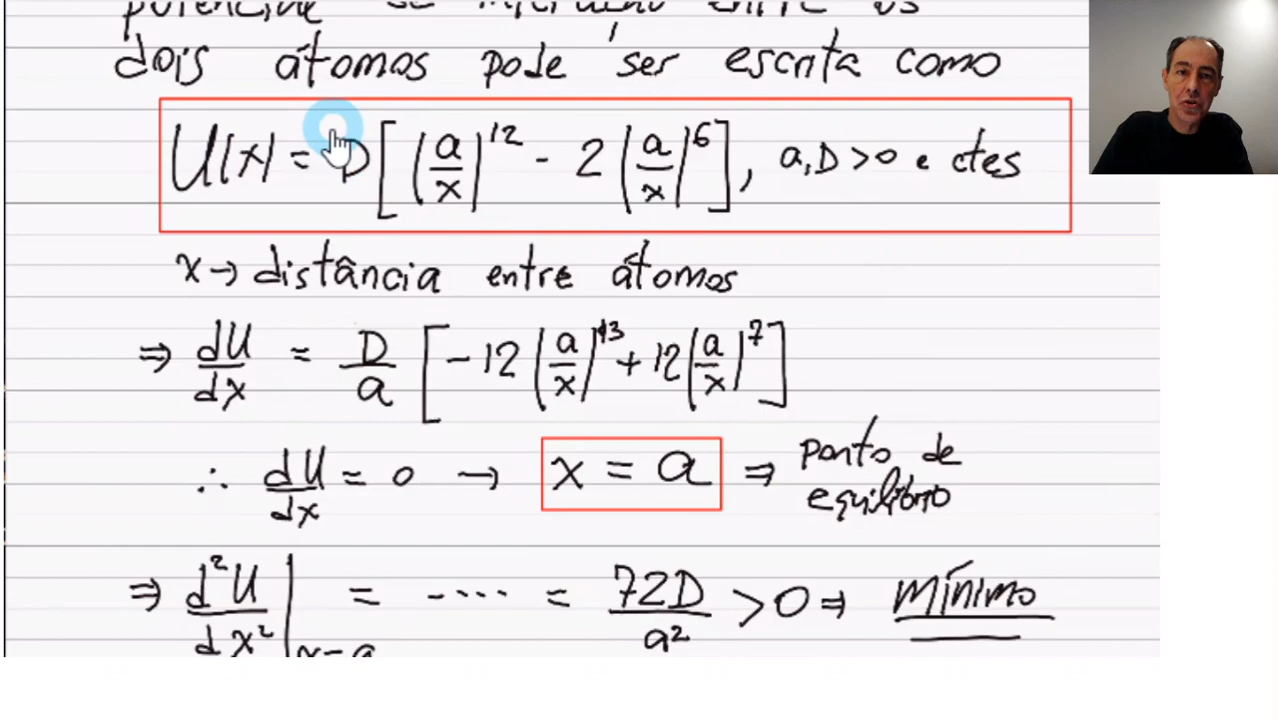 dois átomos pode ser escrita como
U(x) = D[(a/x)^12 - 2(a/x)^6], a,D>0 e ctes
x→ distância entre átomos
⇒ dU/dx = D/a [-12(a/x)^13 + 12(a/x)^7]
∴ dU/dx = 0 → x = a ⇒ ponto de equilíbrio
⇒ d²U/dx²|x=a = ---···· = 72D/a² >0 ⇒ mínimo